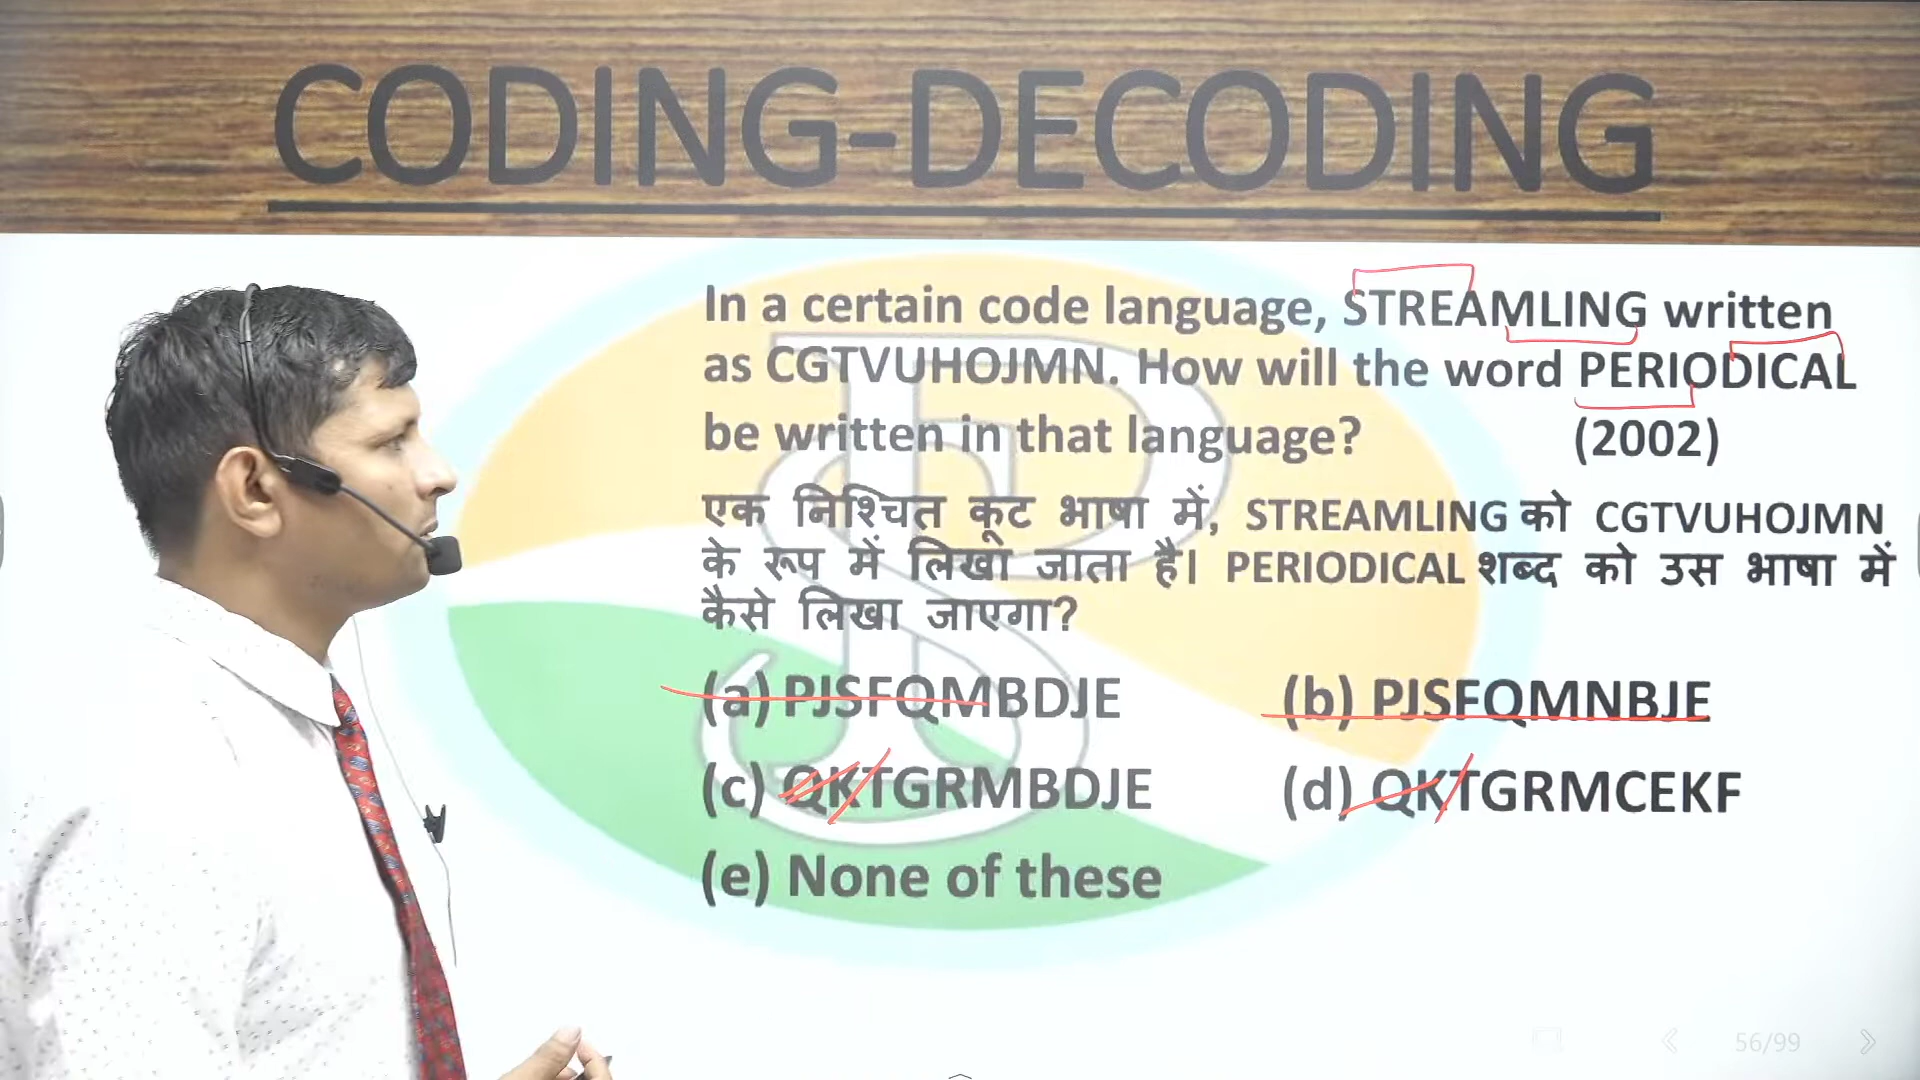 CODING-DECODING
In a certain code language, STREAMLING written
as CGTVUHOJMN. How will the word PERIODICAL
be written in that language? (2002)
एक निश्चित कूट भाषा में, STREAMLING को CGTVUHOJMN
के रूप में लिखा जाता है। PERIODICAL शब्द को उस भाषा में
कैसे लिखा जाएगा?
(a) PJSFQMBDJE (b) PJSFQMNBJE
(c) QKTGRMBDJE (d) QKTGRMCEKF
(e) None of these
56/99